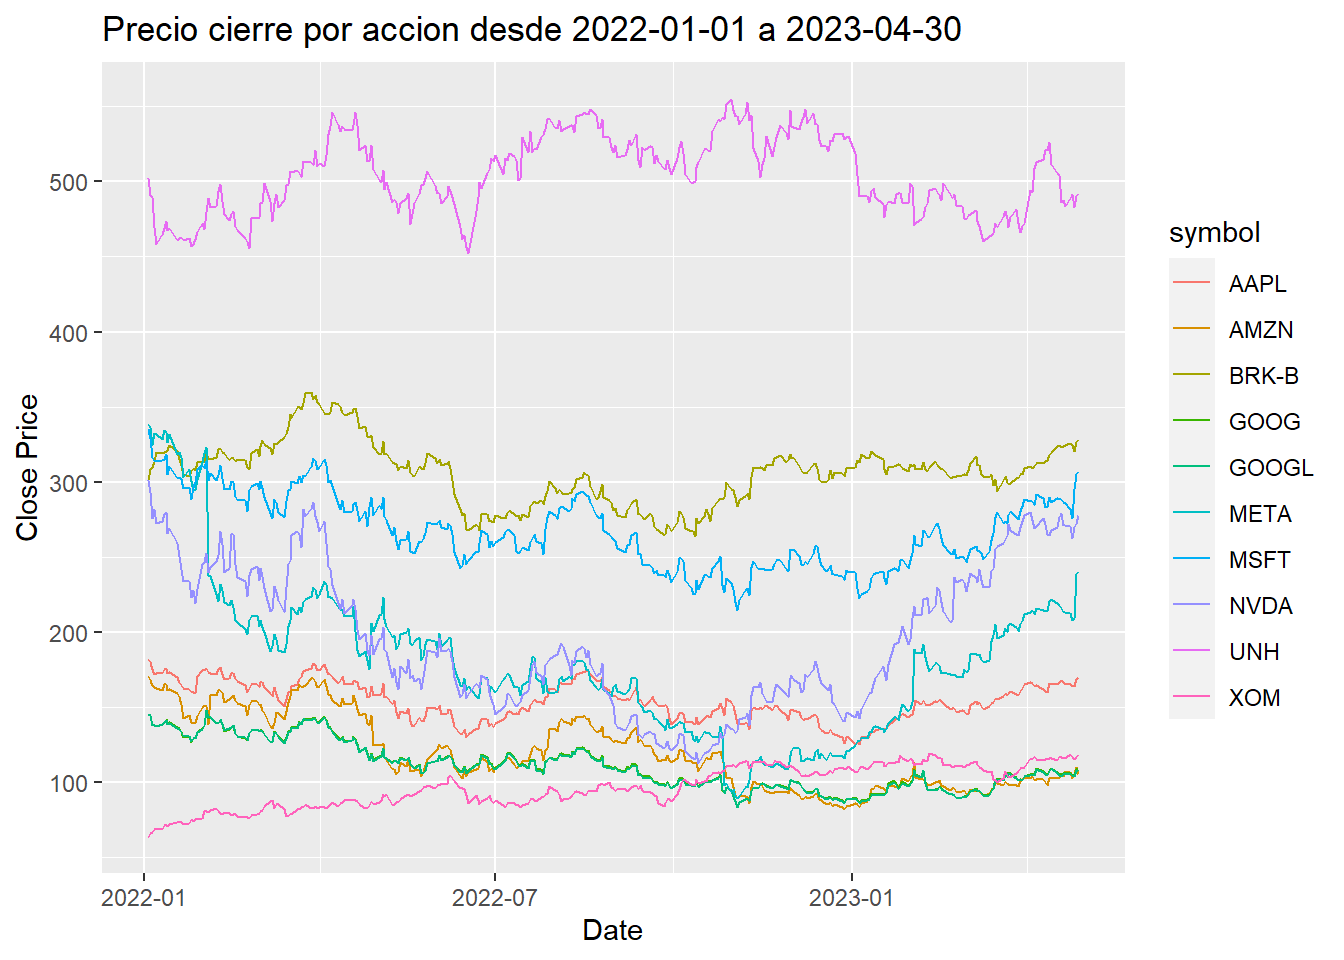 Precio cierre por accion desde 2022-01-01 a 2023-04-30
Close Price
500
400
300
200
100
2022-01
2022-07
2023-01
Date
symbol
AAPL
AMZN
BRK-B
GOOG
GOOGL
META
MSFT
NVDA
UNH
XOM